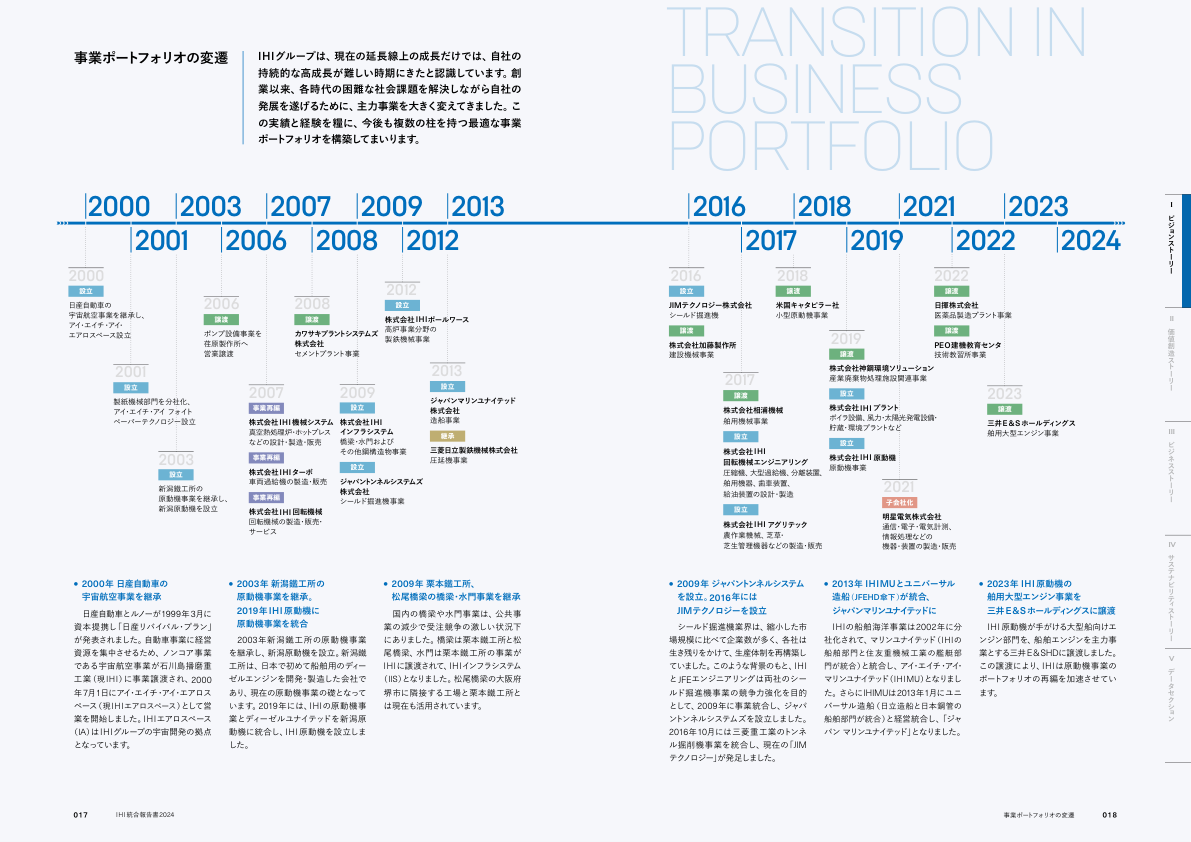 事業ポートフォリオの変遷
IHIグループは、現在の延長線上の成長だけでは、自社の
持続的な高成長が難しい時期にきたと認識しています。創
業以来、各時代の困難な社会課題を解決しながら自社の
発展を遂げるために、主力事業を大きく変えてきました。こ
の実績と経験を糧に、今後も複数の柱を持つ最適な事業
ポートフォリオを構築してまいります。
TRANSITION IN
BUSINESS
PORTFOLIO
2000 2003 2007 2009 2013
2001 2006 2008 2012
2016 2018 2021 2023
2017 2019 2022 2024
2000
設立
日産自動車の
宇宙航空事業を継承し、
アイ・エイチ・アイ・
エアロスペース設立
2001
設立
製紙機械部門を分社化、
アイ・エイチ・アイ フォイト
ペーパーテクノロジー設立
2003
設立
新潟鐵工所の
原動機事業を継承し、
新潟原動機を設立
2006
譲渡
ポンプ設備事業を
荏原製作所へ
営業譲渡
2007
事業再編
株式会社IHI機械システム
真空熱処理炉・ホットプレス
などの設計・製造・販売
事業再編
株式会社IHIターボ
車両過給機の製造・販売
事業再編
株式会社IHI回転機械
回転機械の製造・販売・
サービス
2008
譲渡
カワサキプラントシステムズ
株式会社
セメントプラント事業
2009
設立
株式会社IHI
インフラシステム
橋梁・水門および
その他鋼構造物事業
設立
ジャパントンネルシステムズ
株式会社
シールド掘進機事業
2012
設立
株式会社IHIポールワース
高炉事業分野の
製鉄機械事業
2013
設立
ジャパンマリンユナイテッド
株式会社
造船事業
継承
三菱日立製鉄機械株式会社
圧延機事業
2016
設立
JIMテクノロジー株式会社
シールド掘進機
譲渡
株式会社加藤製作所
建設機械事業
2017
譲渡
株式会社相浦機械
舶用機械事業
設立
株式会社IHI
回転機械エンジニアリング
圧縮機、大型過給機、分離装置、
舶用機器、歯車装置、
給油装置の設計・製造
設立
株式会社IHIアグリテック
農作業機械、芝草・
芝生管理機器などの製造・販売
2018
譲渡
米国キャタピラー社
小型原動機事業
2019
譲渡
株式会社神鋼環境ソリューション
産業廃棄物処理施設関連事業
設立
株式会社IHIプラント
ボイラ設備、風力・太陽光発電設備・
貯蔵・環境プラントなど
設立
株式会社IHI原動機
原動機事業
2021
子会社化
明星電気株式会社
通信・電子・電気計測、
情報処理などの
機器・装置の製造・販売
2022
譲渡
日揮株式会社
医薬品製造プラント事業
譲渡
PEO建機教育センタ
技術教習所事業
2023
譲渡
三井E&Sホールディングス
舶用大型エンジン事業
• 2000年 日産自動車の
宇宙航空事業を継承
日産自動車とルノーが1999年3月に
資本提携し「日産リバイバル・プラン」
が発表されました。自動車事業に経営
資源を集中させるため、ノンコア事業
である宇宙航空事業が石川島播磨重
工業（現IHI）に事業譲渡され、2000
年7月1日にアイ・エイチ・アイ・エアロス
ペース（現IHIエアロスペース）として営
業を開始しました。IHIエアロスペース
（IA）はIHIグループの宇宙開発の拠点
となっています。
• 2003年 新潟鐵工所の
原動機事業を継承。
2019年IHI原動機に
原動機事業を統合
2003年新潟鐵工所の原動機事業
を継承し、新潟原動機を設立。新潟鐵
工所は、日本で初めて船舶用のディー
ゼルエンジンを開発・製造した会社で
あり、現在の原動機事業の礎となって
います。2019年には、IHIの原動機事
業とディーゼルユナイテッドを新潟原
動機に統合し、IHI原動機を設立しま
した。
• 2009年 栗本鐵工所、
松尾橋梁の橋梁・水門事業を継承
国内の橋梁や水門事業は、公共事
業の減少で受注競争の激しい状況下
にありました。橋梁は栗本鐵工所と松
尾橋梁、水門は栗本鐵工所の事業が
IHIに譲渡されて、IHIインフラシステム
（IIS）となりました。松尾橋梁の大阪府
堺市に隣接する工場と栗本鐵工所と
は現在も活用されています。
• 2009年 ジャパントンネルシステム
を設立。2016年には
JIMテクノロジーを設立
シールド掘進機業界は、縮小した市
場規模に比べて企業数が多く、各社は
生き残りをかけて、生産体制を再構築し
ていました。このような背景のもと、IHI
とJFEエンジニアリングは両社のシー
ルド掘進機事業の競争力強化を目的
として、2009年に事業統合し、ジャパ
ントンネルシステムズを設立しました。
2016年10月には三菱重工業のトンネ
ル掘削機事業を統合し、現在の「JIM
テクノロジー」が発足しました。
• 2013年 IHIMUとユニバーサル
造船（JFEHD傘下）が統合、
ジャパンマリンユナイテッドに
IHIの船舶海洋事業は2002年に分
社化されて、マリンユナイテッド（IHIの
船舶部門と住友重機械工業の艦艇部
門が統合）と統合し、アイ・エイチ・アイ・
マリンユナイテッド（IHIMU）となりまし
た。さらにIHIMUは2013年1月にユニ
バーサル造船（日立造船と日本鋼管の
船舶部門が統合）と経営統合し、「ジャ
パン マリンユナイテッド」となりました。
• 2023年 IHI原動機の
舶用大型エンジン事業を
三井E&Sホールディングスに譲渡
IHI原動機が手がける大型舶用向けエ
ンジン部門を、船舶エンジンを主力事
業とする三井E&SHDに譲渡しました。
この譲渡により、IHIは原動機事業の
ポートフォリオの再編を加速させてい
ます。
I ビジョンストーリー
II 価値創造ストーリー
III ビジネスストーリー
IV サステナビリティストーリー
V データセクション
017 IHI統合報告書2024
事業ポートフォリオの変遷 018